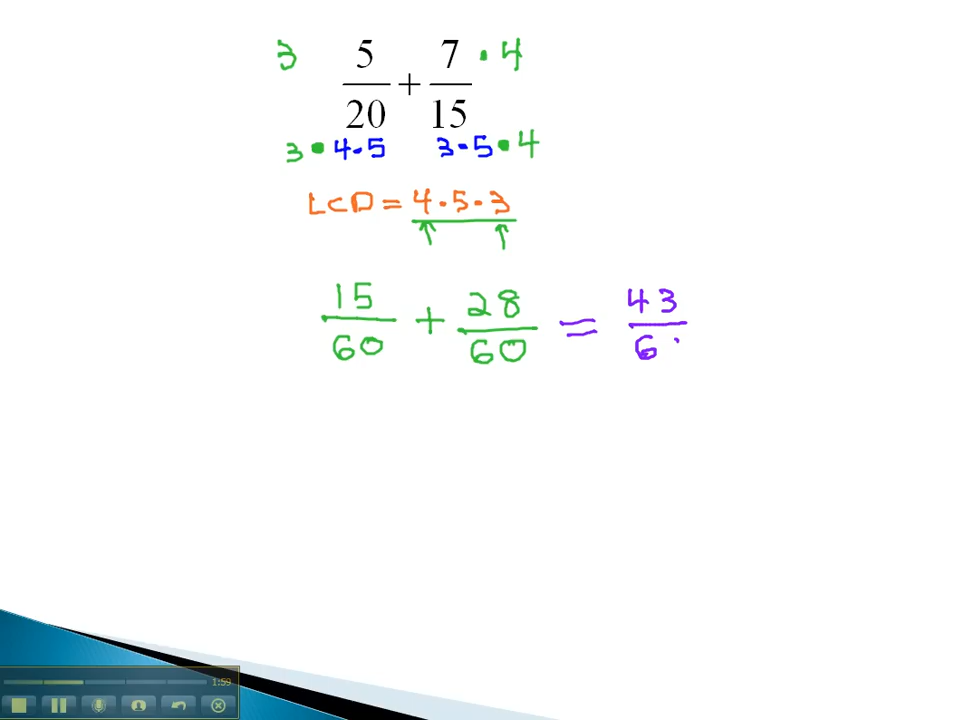 3 5/20 + 7/15 · 4
3 · 4 · 5 3 · 5 · 4
LCD = 4 · 5 · 3
15/60 + 28/60 = 43/6
1:59